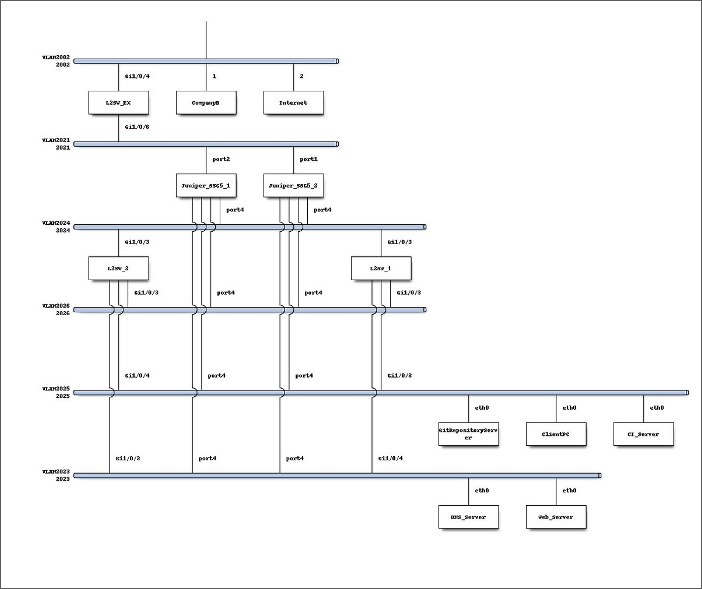 VLAN2002
2002
Gi1/0/4
1
2
L2SW_EX
CompanyB
Internet
Gi1/0/6
VLAN2021
2021
port2
port2
Juniper_SSG5_1
Juniper_SSG5_2
port4
port4
VLAN2024
2024
Gi1/0/3
Gi1/0/3
L2SW_2
L2SW_1
Gi1/0/3
port4
port4
Gi1/0/3
VLAN2026
2026
Gi1/0/4
port4
port4
Gi1/0/2
VLAN2025
2025
eth0
eth0
eth0
GitRepositoryServ
er
ClientPC
CI_Server
Gi1/0/2
port4
port4
Gi1/0/4
VLAN2023
2023
eth0
eth0
DNS_Server
Web_Server